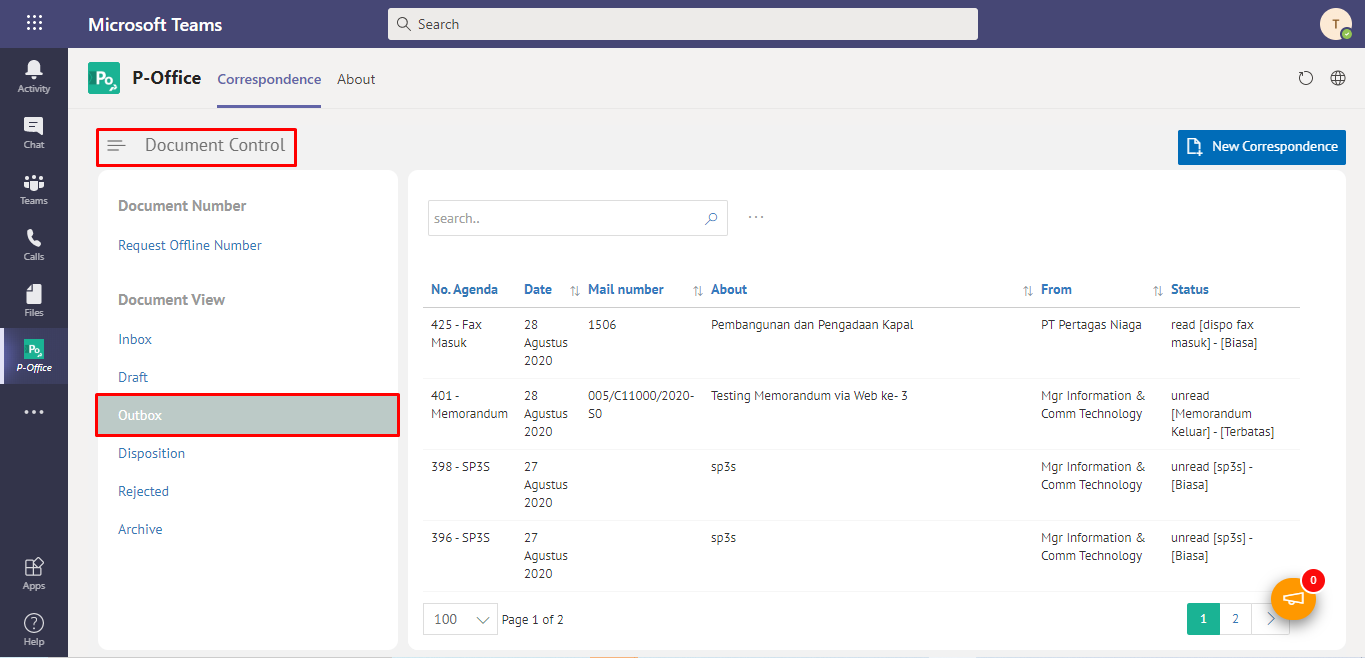 Microsoft Teams
Search
T
Activity
Chat
Teams
Calls
Files
Po
P-Office
Apps
Help
Po
P-Office
Correspondence
About
Document Control
New Correspondence
Document Number
Request Offline Number
Document View
Inbox
Draft
Outbox
Disposition
Rejected
Archive
search..
No. Agenda Date Mail number About From Status
425 - Fax 28 1506 Pembangunan dan Pengadaan Kapal PT Pertagas Niaga read [dispo fax
Masuk Agustus masuk] - [Biasa]
2020
401 - 28 005/C11000/2020- Testing Memorandum via Web ke- 3 Mgr Information & unread
Memorandum Agustus S0 Comm Technology [Memorandum
2020 Keluar] - [Terbatas]
398 - SP3S 27 sp3s Mgr Information & unread [sp3s] -
Agustus Comm Technology [Biasa]
2020
396 - SP3S 27 sp3s Mgr Information & unread [sp3s] -
Agustus Comm Technology [Biasa]
2020
0
100 Page 1 of 2 1 2